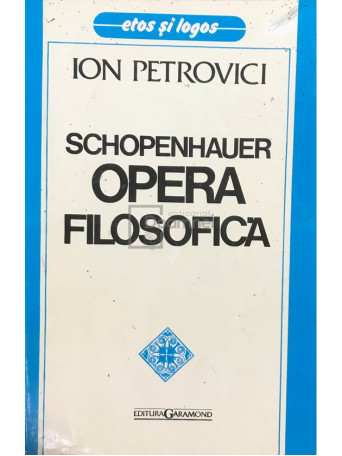 etos și logos
ION PETROVICI
SCHOPENHAUER
OPERA
FILOSOFICĂ
EDITURA GARAMOND